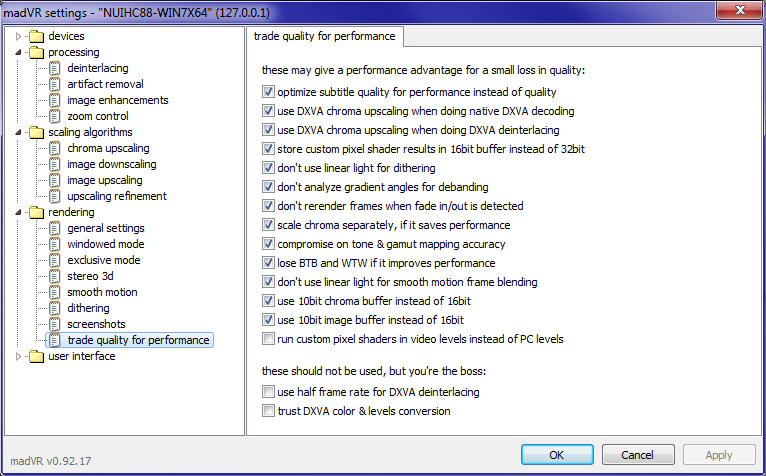 madVR settings - "NUIHC88-WIN7X64" (127.0.0.1)
devices
processing
deinterlacing
artifact removal
image enhancements
zoom control
scaling algorithms
chroma upscaling
image downscaling
image upscaling
upscaling refinement
rendering
general settings
windowed mode
exclusive mode
stereo 3d
smooth motion
dithering
screenshots
trade quality for performance
user interface
trade quality for performance
these may give a performance advantage for a small loss in quality:
optimize subtitle quality for performance instead of quality
use DXVA chroma upscaling when doing native DXVA decoding
use DXVA chroma upscaling when doing DXVA deinterlacing
store custom pixel shader results in 16bit buffer instead of 32bit
don't use linear light for dithering
don't analyze gradient angles for debanding
don't rerender frames when fade in/out is detected
scale chroma separately, if it saves performance
compromise on tone & gamut mapping accuracy
lose BTB and WTW if it improves performance
don't use linear light for smooth motion frame blending
use 10bit chroma buffer instead of 16bit
use 10bit image buffer instead of 16bit
run custom pixel shaders in video levels instead of PC levels
these should not be used, but you're the boss:
use half frame rate for DXVA deinterlacing
trust DXVA color & levels conversion
madVR v0.92.17
OK
Cancel
Apply